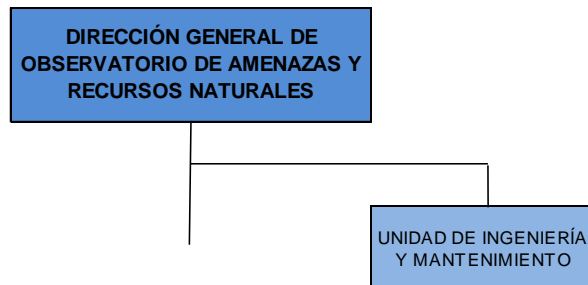 DIRECCIÓN GENERAL DE
OBSERVATORIO DE AMENAZAS Y
RECURSOS NATURALES
UNIDAD DE INGENIERÍA
Y MANTENIMIENTO